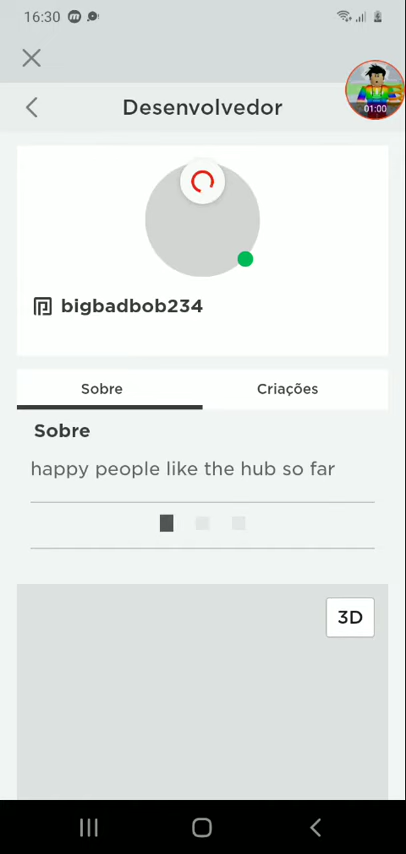 16:30
01:00
Desenvolvedor
bigbadbob234
Sobre
Criações
Sobre
happy people like the hub so far
3D